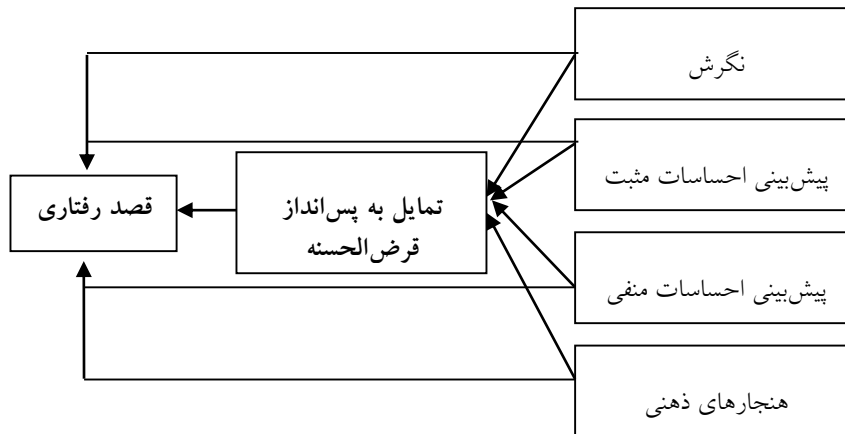 نگرش
پیش‌بینی احساسات مثبت
تمایل به پس‌انداز
قرض‌الحسنه
قصد رفتاری
پیش‌بینی احساسات منفی
هنجارهای ذهنی